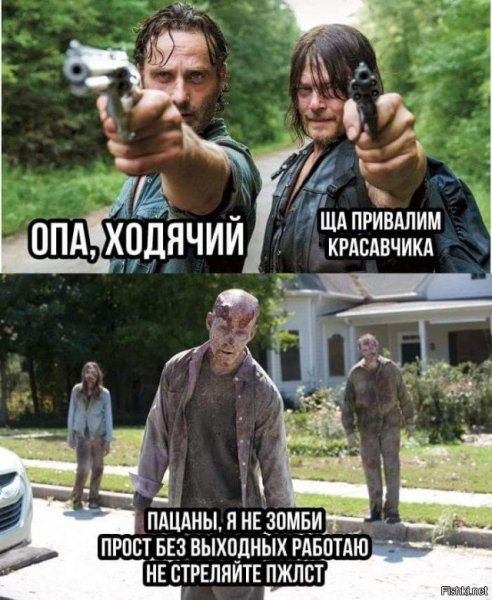 ОПА, ХОДЯЧИЙ
ЩА ПРИВАЛИМ
КРАСАВЧИКА
ПАЦАНЫ, Я НЕ ЗОМБИ
ПРОСТ БЕЗ ВЫХОДНЫХ РАБОТАЮ
НЕ СТРЕЛЯЙТЕ ПЖЛСТ
Fishki.net